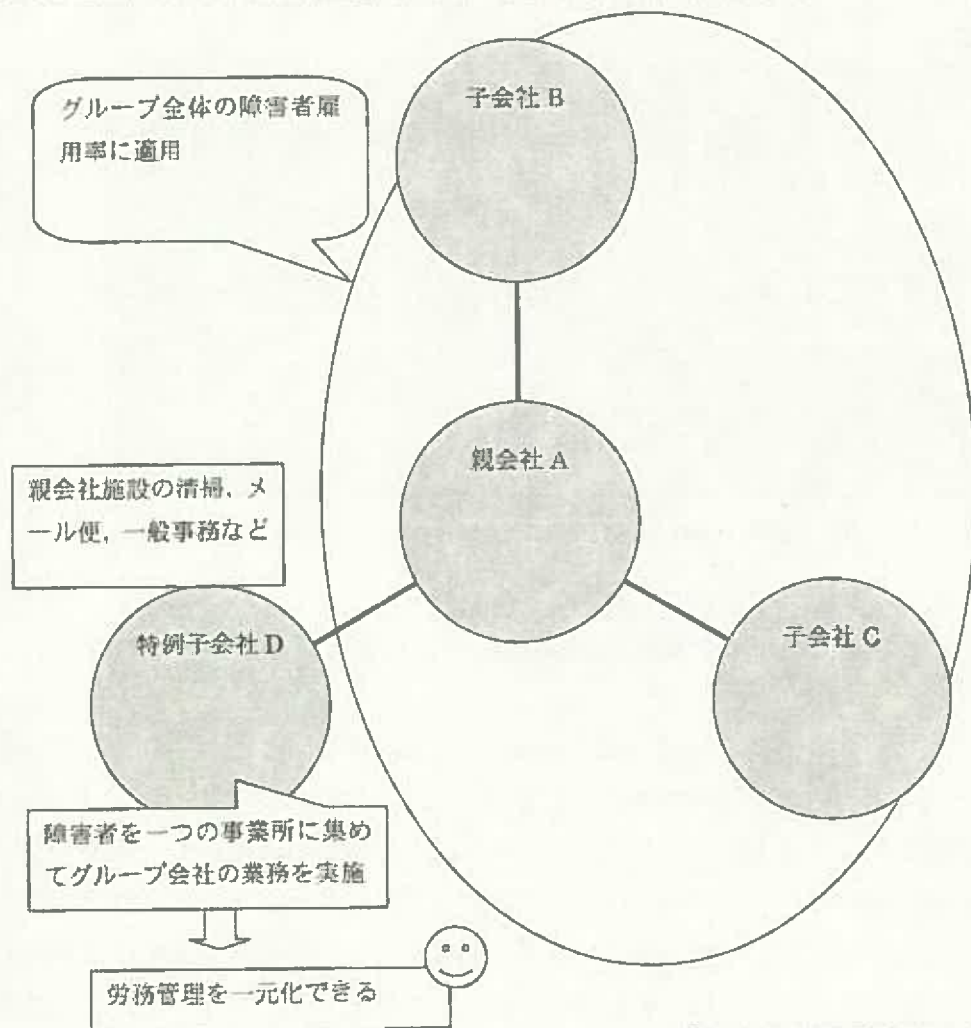 子会社 B
グループ全体の障害者雇
用率に適用
親会社 A
親会社施設の清掃，メ
ール便，一般事務など
特例子会社 D
子会社 C
障害者を一つの事業所に集め
てグループ会社の業務を実施
労務管理を一元化できる